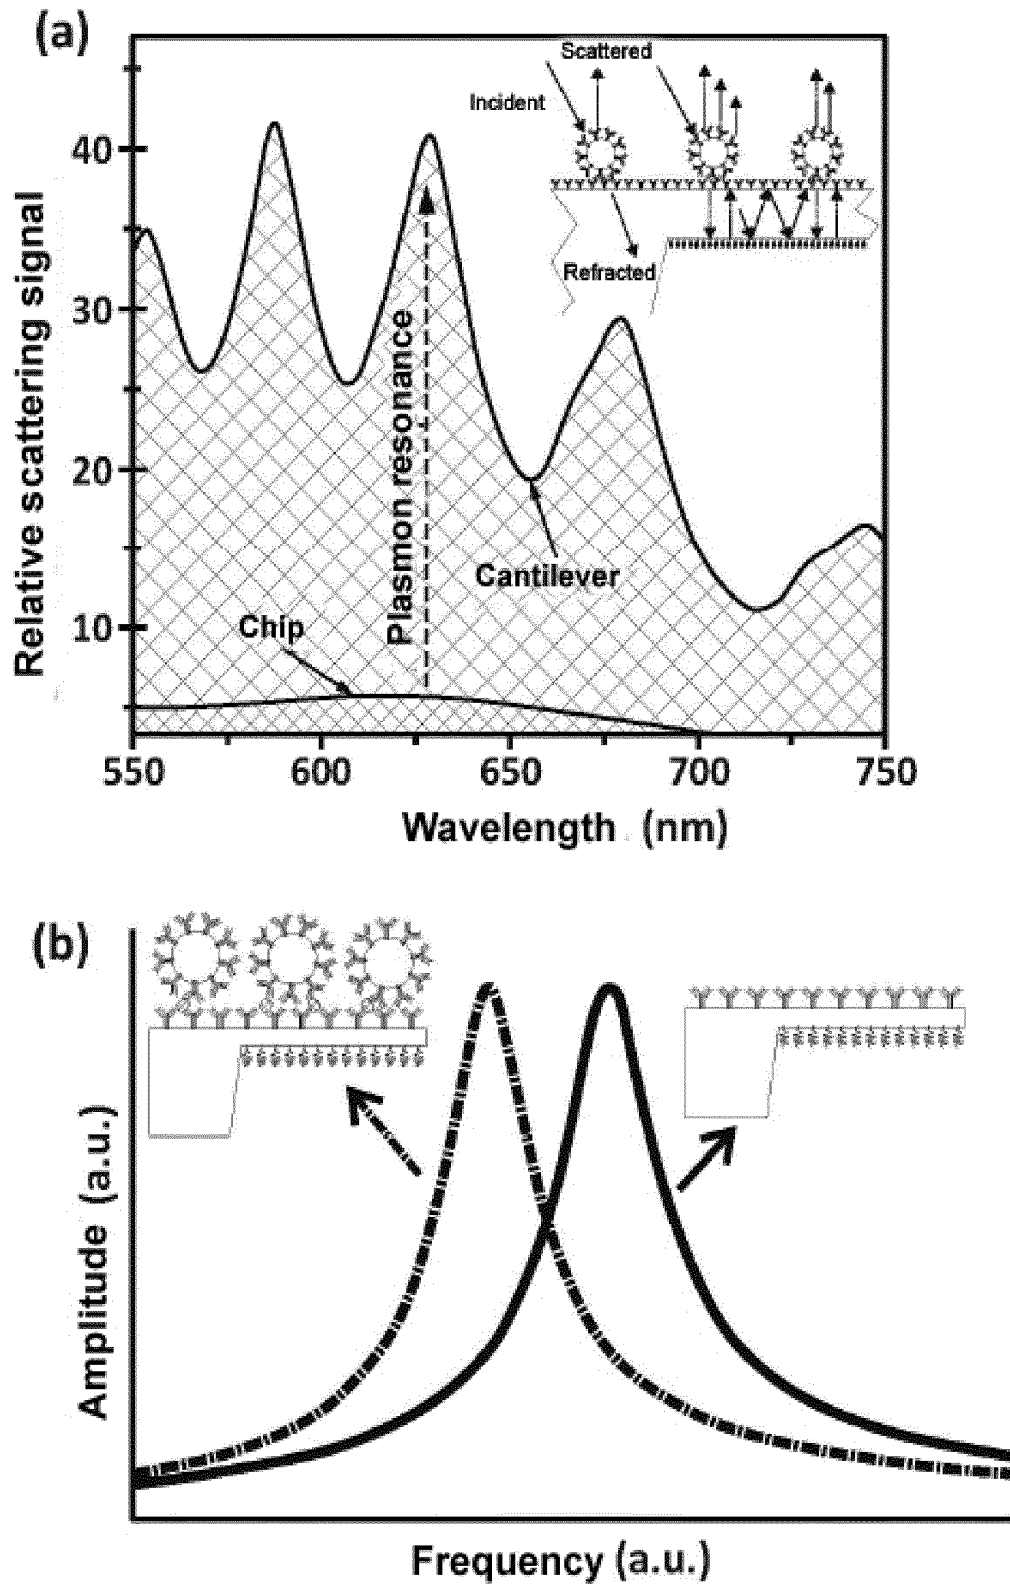 (a)
Relative scattering signal
40
30
20
10
Scattered
Incident
Refracted
Plasmon resonance
Cantilever
Chip
550
600
650
700
750
Wavelength (nm)
(b)
Amplitude (a.u.)
Frequency (a.u.)